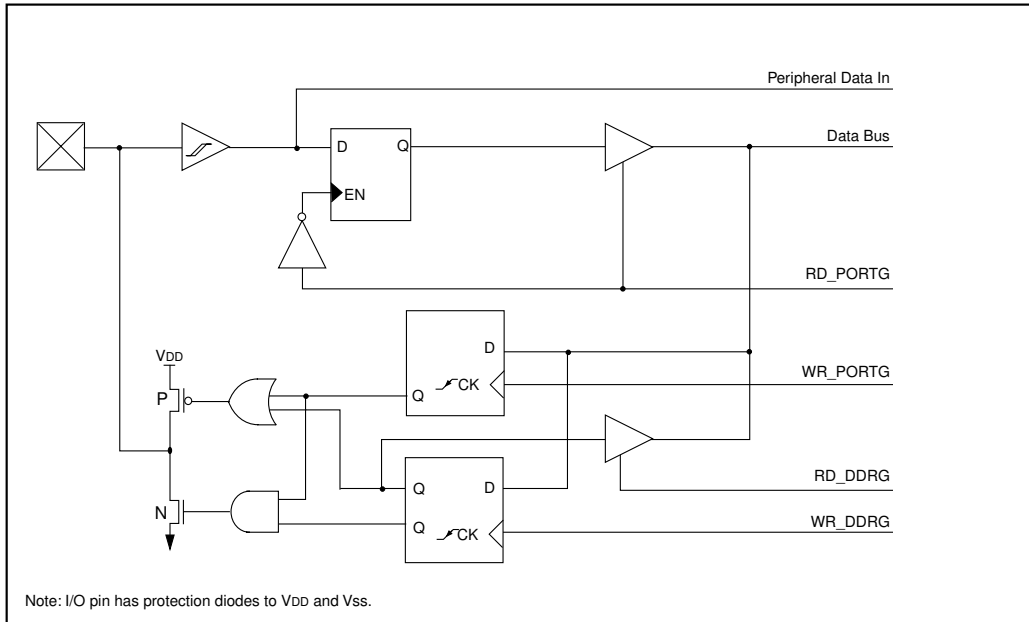 Peripheral Data In
D
Q
Data Bus
EN
RD_PORTG
VDD
D
P
Q
CK
WR_PORTG
Q
D
RD_DDRG
N
Q
CK
WR_DDRG
Note: I/O pin has protection diodes to VDD and Vss.